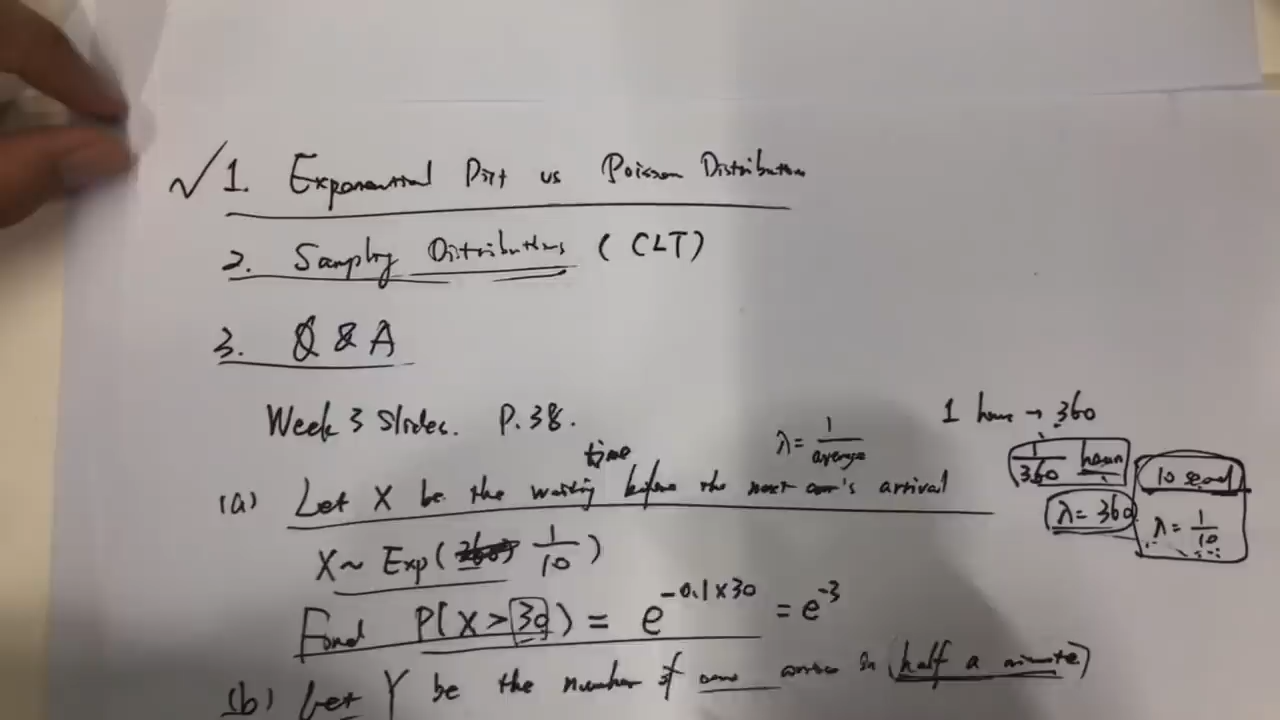 ✓ 1. Exponential Dist vs Poisson Distribution
2. Sampling Distributions (CLT)
3. Q & A
Week 3 Slides. P.38.
1 hour → 360
λ = 1/average
1/360 hour
10 second
λ = 360
λ = 1/10
(a) Let X be the waiting time before the next car's arrival
X ~ Exp( 1/10 )
Find P(X > 30) = e^{-0.1×30} = e^{-3}
(b) Let Y be the number of cars arrive in (half a minute)